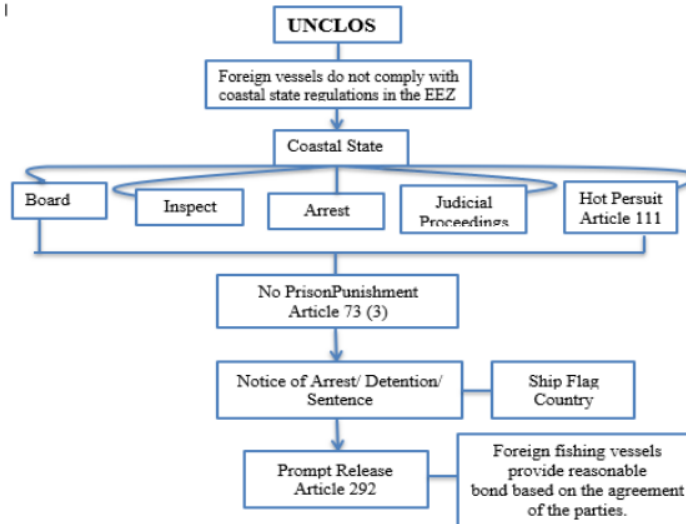 UNCLOS
Foreign vessels do not comply with
coastal state regulations in the EEZ
Coastal State
Board
Inspect
Arrest
Judicial
Proceedings
Hot Persuit
Article 111
No PrisonPunishment
Article 73 (3)
Notice of Arrest/ Detention/
Sentence
Ship Flag
Country
Prompt Release
Article 292
Foreign fishing vessels
provide reasonable
bond based on the agreement
of the parties.